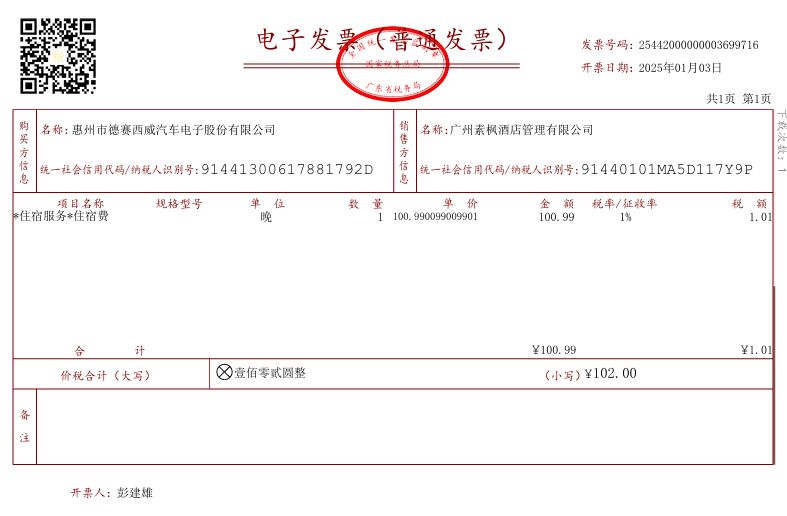 电子发票（普通发票）
全国统一发票监制章
国家税务总局
广东省税务局
发票号码：25442000000003699716
开票日期：2025年01月03日
共1页 第1页
购买方信息
名称：惠州市德赛西威汽车电子股份有限公司
统一社会信用代码/纳税人识别号：91441300617881792D
销售方信息
名称：广州素枫酒店管理有限公司
统一社会信用代码/纳税人识别号：91440101MA5D117Y9P
下载次数：1
项目名称 规格型号 单位 数量 单价 金额 税率/征收率 税额
*住宿服务*住宿费 晚 1 100.990099009901 100.99 1% 1.01
合计 ¥100.99 ¥1.01
价税合计（大写） 壹佰零贰圆整 （小写）¥102.00
备注
开票人：彭建雄